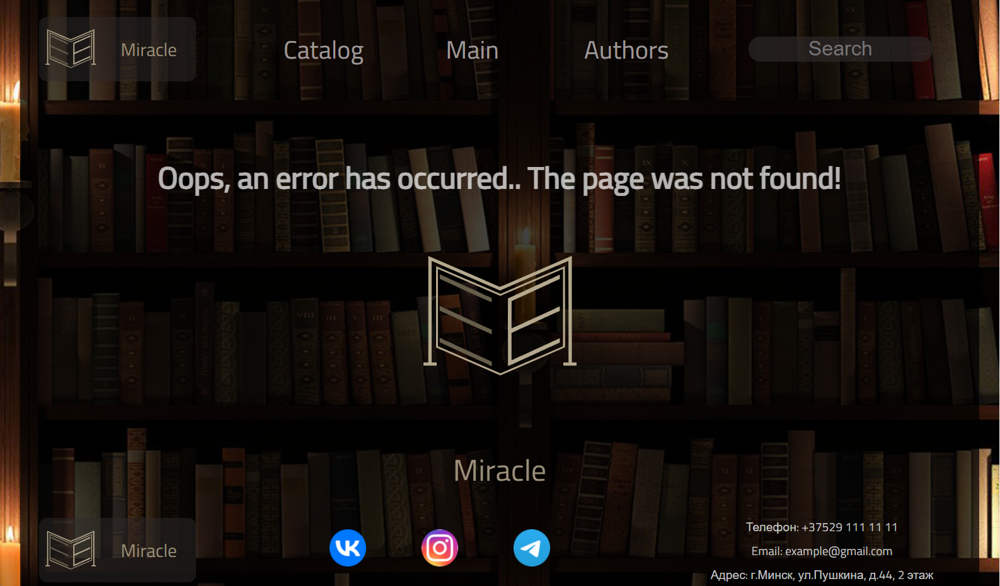 Miracle
Catalog
Main
Authors
Search
Oops, an error has occurred.. The page was not found!
Miracle
Miracle
Телефон: +37529 111 11 11
Email: example@gmail.com
Адрес: г.Минск, ул.Пушкина, д.44, 2 этаж